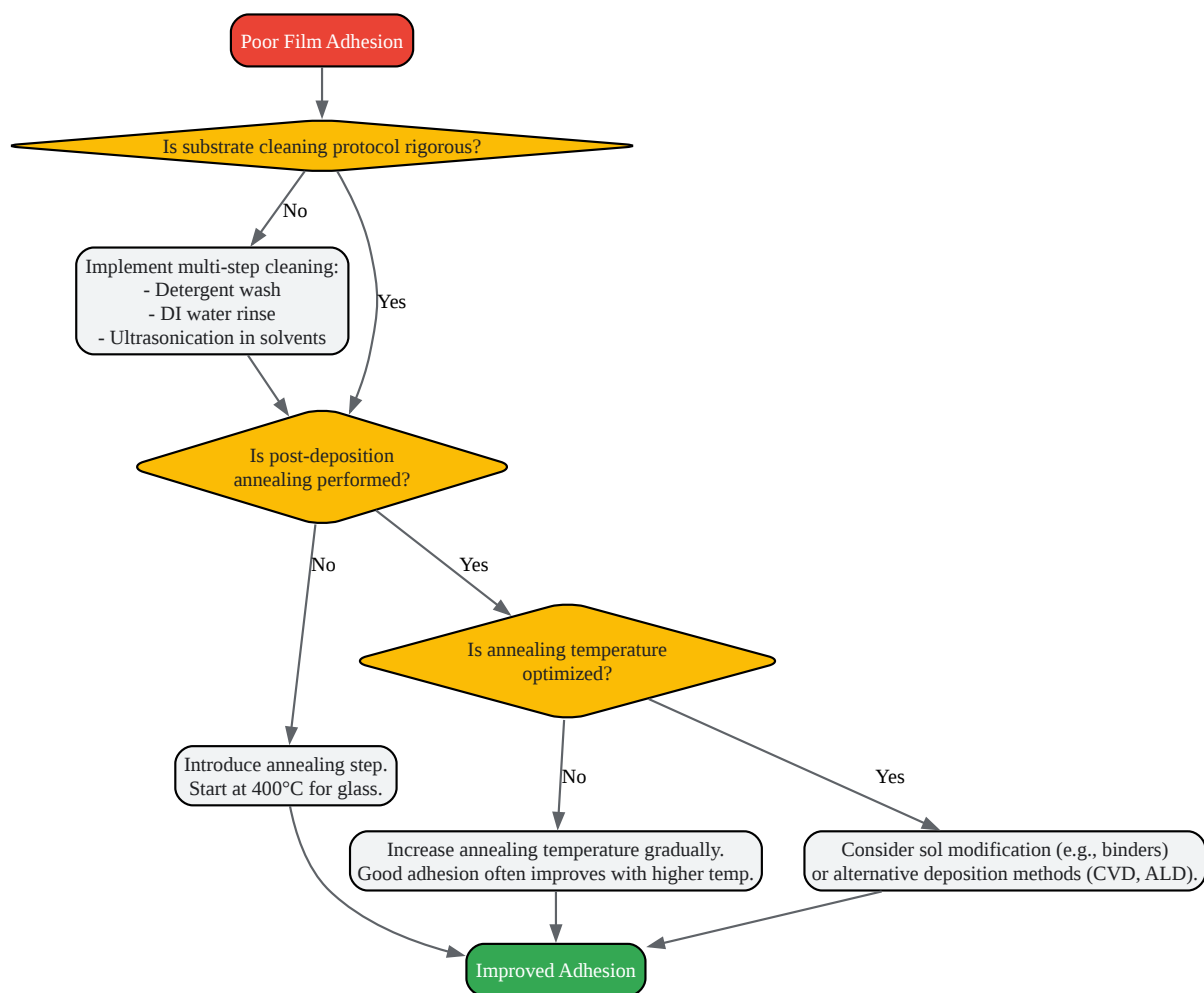 Poor Film Adhesion
Is substrate cleaning protocol rigorous?
No
Implement multi-step cleaning:
- Detergent wash
- DI water rinse
- Ultrasonication in solvents
Yes
Is post-deposition
annealing performed?
No
Yes
Is annealing temperature
optimized?
Introduce annealing step.
Start at 400°C for glass.
No
Yes
Increase annealing temperature gradually.
Good adhesion often improves with higher temp.
Consider sol modification (e.g., binders)
or alternative deposition methods (CVD, ALD).
Improved Adhesion